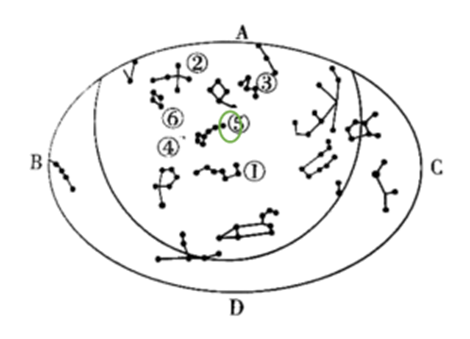 A
②
③
⑥
⑤
④
B
①
C
D